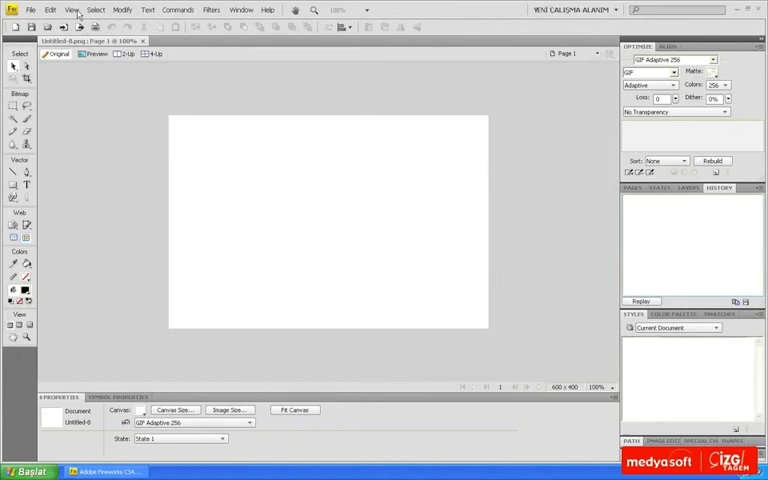 Fw File Edit View Select Modify Text Commands Filters Window Help 100% YENI CALISMA ALANIM
Untitled-8.png : Page 1 @ 100%
Original Preview 2-Up 4-Up Page 1
Select
Bitmap
Vector
Web
Colors
View
OPTIMIZE ALIGN
GIF Adaptive 256
GIF Matte:
Adaptive Colors: 256
Loss: 0 Dither: 0%
No Transparency
Sort: None Rebuild
PAGES STATES LAYERS HISTORY
Replay
STYLES COLOR PALETTE SWATCHES
Current Document
1 600 x 400 100%
PROPERTIES SYMBOL PROPERTIES
Document Canvas: Canvas Size... Image Size... Fit Canvas
Untitled-8 GIF Adaptive 256
State: State 1
PATH IMAGE EDIT SPECIAL CHARACTERS
medyasoft ÇİZGİ TAGEM
Başlat Adobe Fireworks CS4...